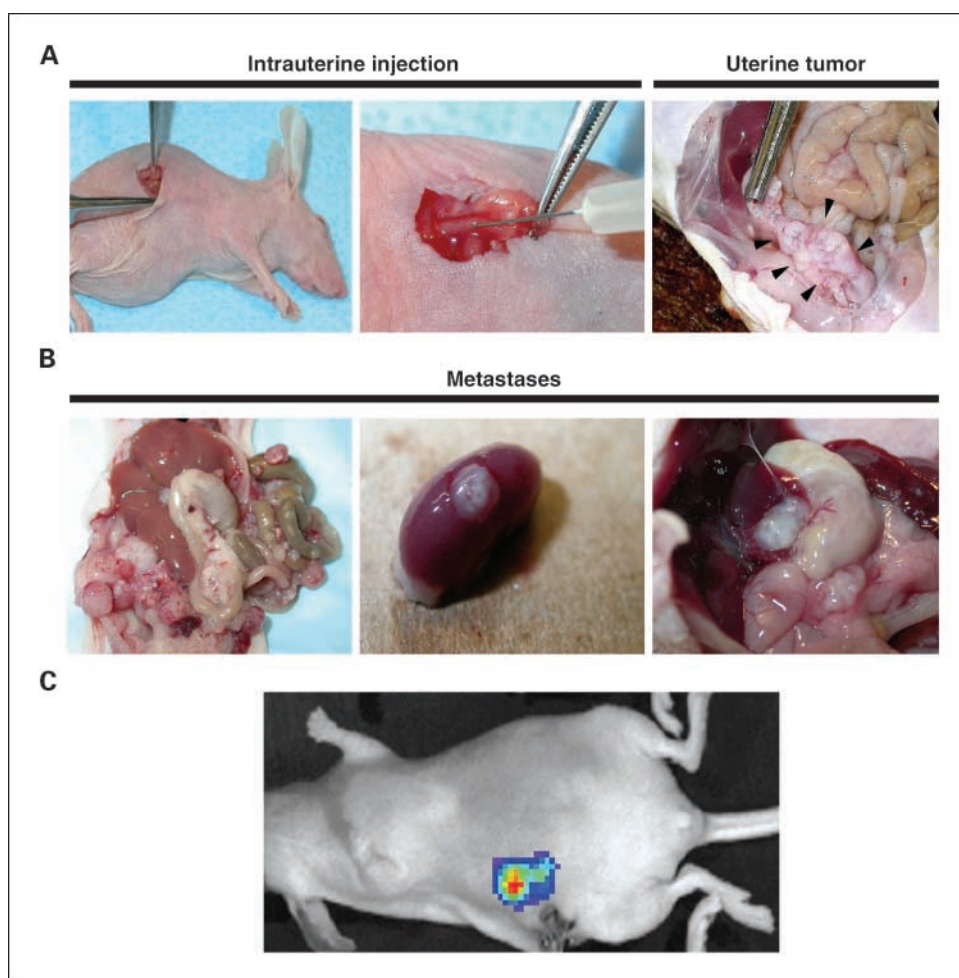 A
Intrauterine injection
Uterine tumor
B
Metastases
C